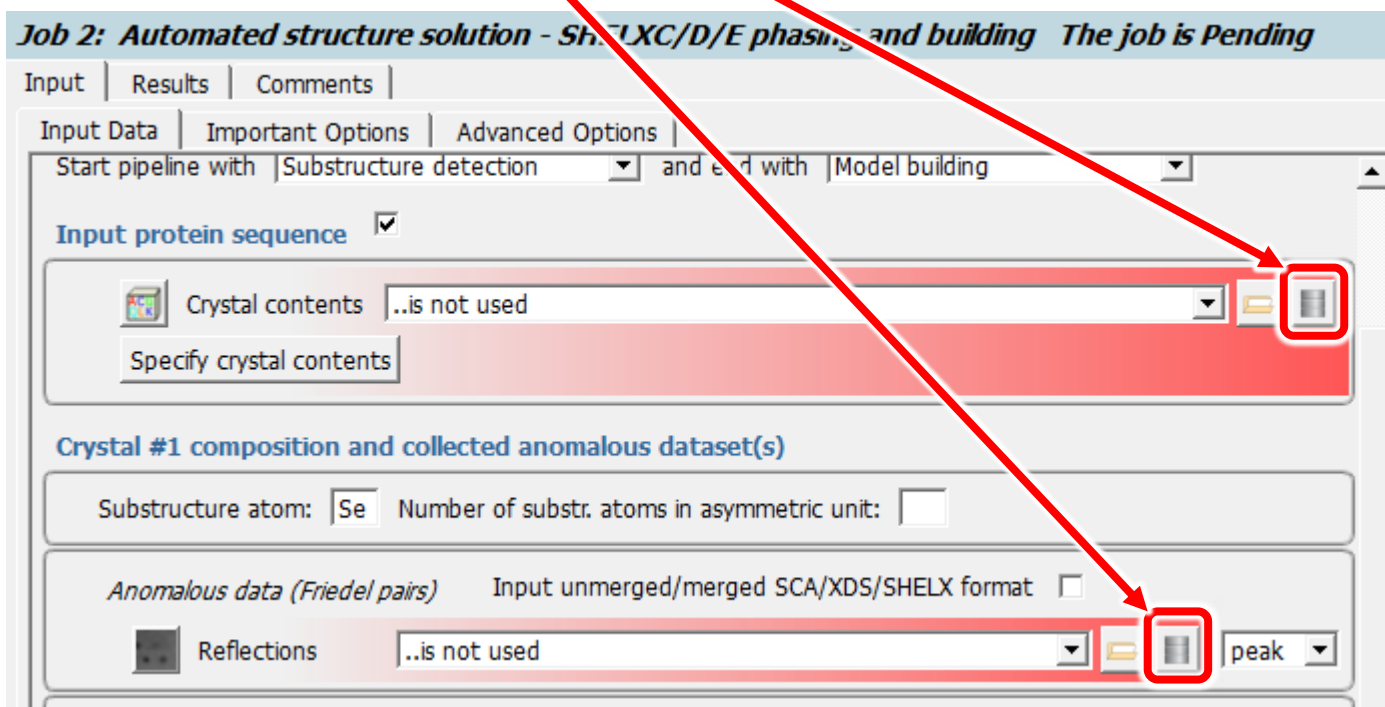 Job 2: Automated structure solution - SHELXC/D/E phasing and building The job is Pending
Input Results Comments
Input Data Important Options Advanced Options
Start pipeline with Substructure detection and end with Model building
Input protein sequence
Crystal contents ..is not used
Specify crystal contents
Crystal #1 composition and collected anomalous dataset(s)
Substructure atom: Se Number of substr. atoms in asymmetric unit:
Anomalous data (Friedel pairs) Input unmerged/merged SCA/XDS/SHELX format
Reflections ..is not used peak